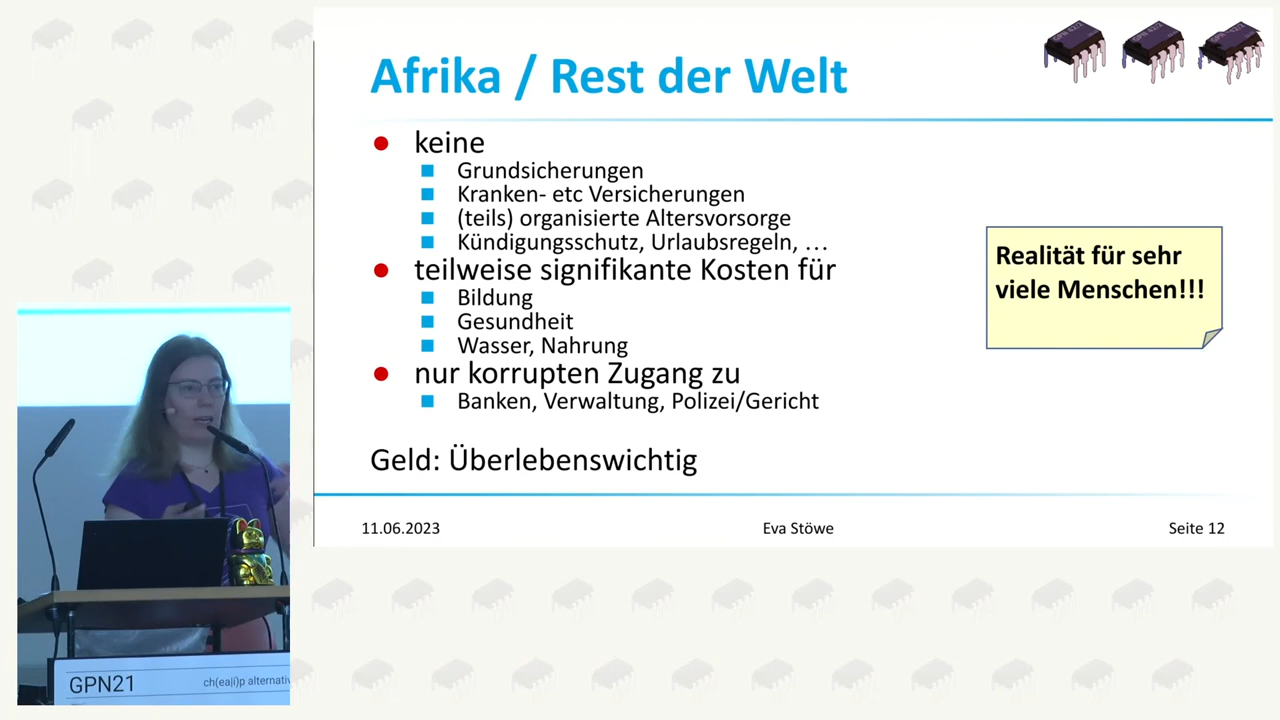 Afrika / Rest der Welt
keine
Grundsicherungen
Kranken- etc Versicherungen
(teils) organisierte Altersvorsorge
Kündigungsschutz, Urlaubsregeln, …
teilweise signifikante Kosten für
Bildung
Gesundheit
Wasser, Nahrung
nur korrupten Zugang zu
Banken, Verwaltung, Polizei/Gericht
Geld: Überlebenswichtig
Realität für sehr
viele Menschen!!!
11.06.2023
Eva Stöwe
Seite 12
GPN21
ch(ea|i)p